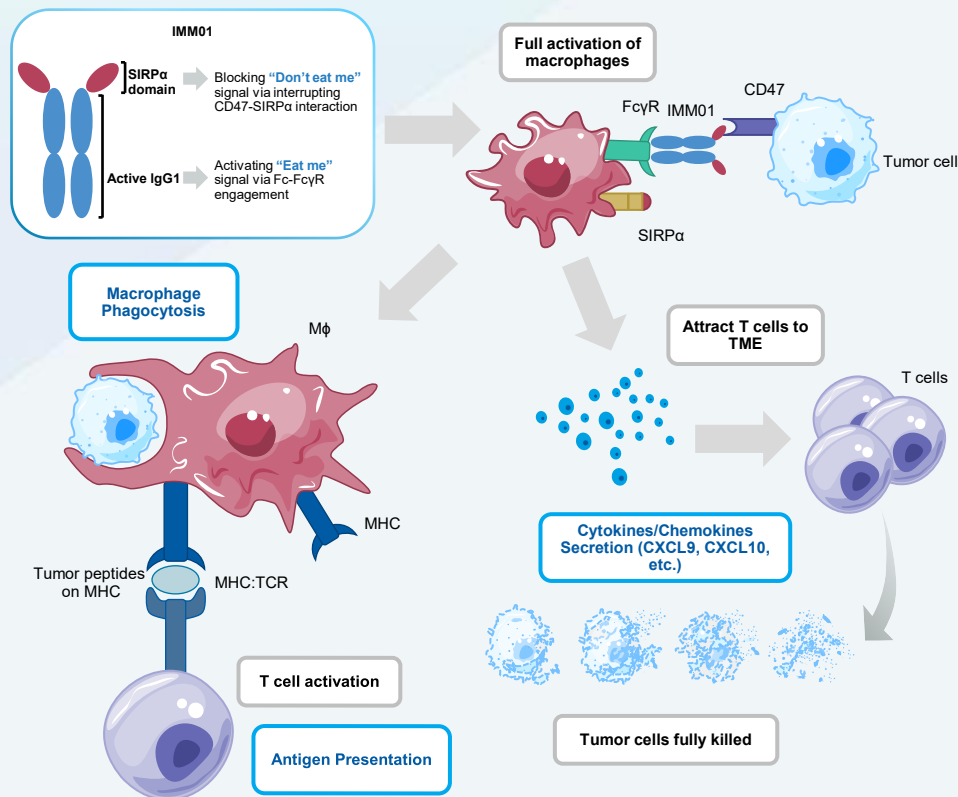 IMM01
SIRPα
domain
Blocking “Don’t eat me”
signal via interrupting
CD47-SIRPα interaction
Active IgG1
Activating “Eat me”
signal via Fc-FcγR
engagement
Full activation of
macrophages
FcγR
IMM01
CD47
Tumor cell
SIRPα
Macrophage
Phagocytosis
Mϕ
MHC
Tumor peptides
on MHC
MHC:TCR
T cell activation
Antigen Presentation
Attract T cells to
TME
T cells
Cytokines/Chemokines
Secretion (CXCL9, CXCL10,
etc.)
Tumor cells fully killed